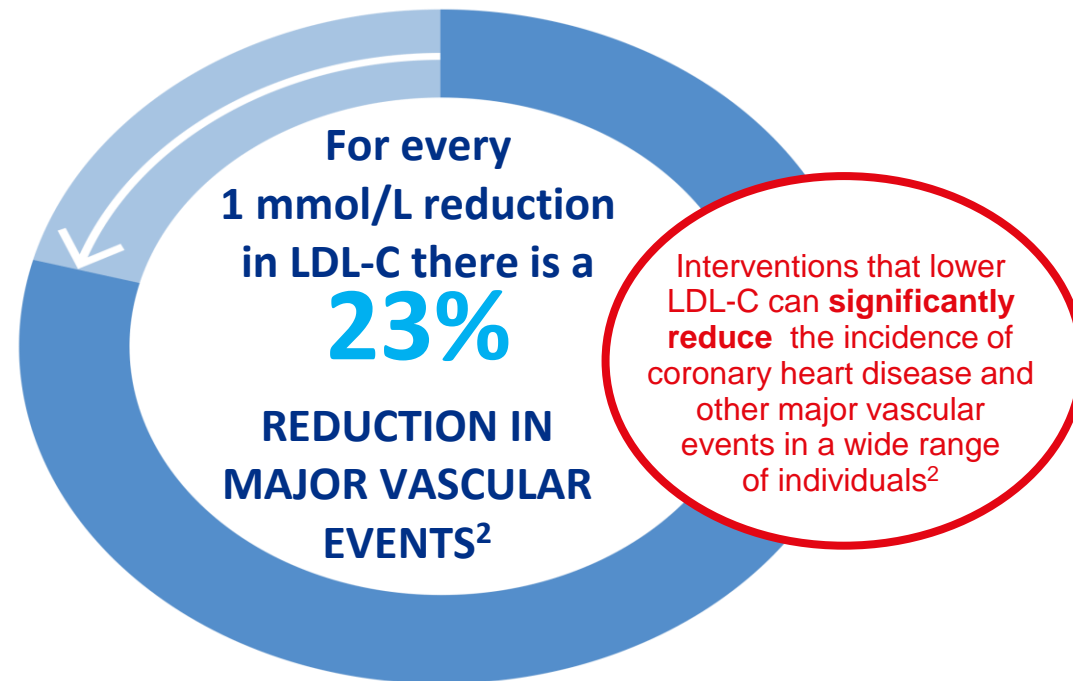 For every
1 mmol/L reduction
in LDL-C there is a
23%
REDUCTION IN
MAJOR VASCULAR
EVENTS²
Interventions that lower
LDL-C can significantly
reduce the incidence of
coronary heart disease and
other major vascular
events in a wide range
of individuals²